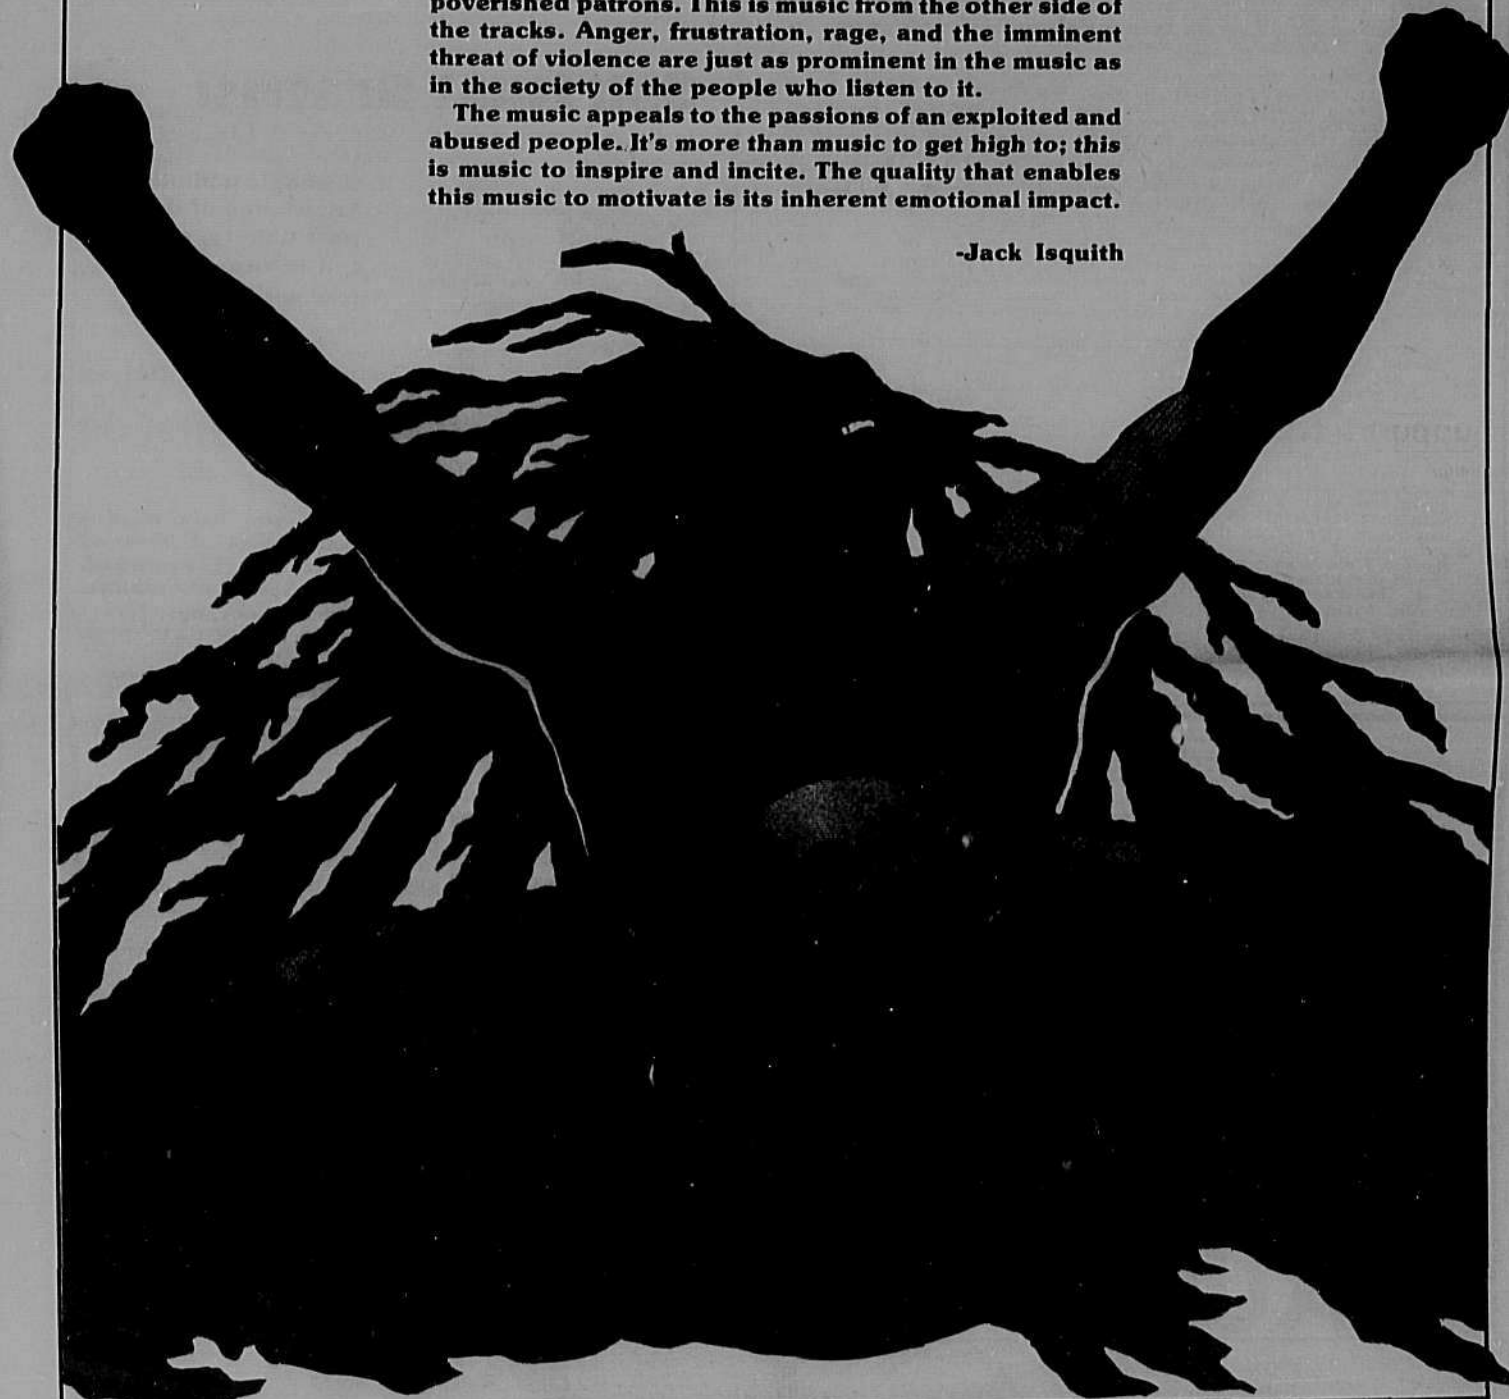 poverished patrons. This is music from the other side of
the tracks. Anger, frustration, rage, and the imminent
threat of violence are just as prominent in the music as
in the society of the people who listen to it.
The music appeals to the passions of an exploited and
abused people. It's more than music to get high to; this
is music to inspire and incite. The quality that enables
this music to motivate is its inherent emotional impact.
-Jack Isquith